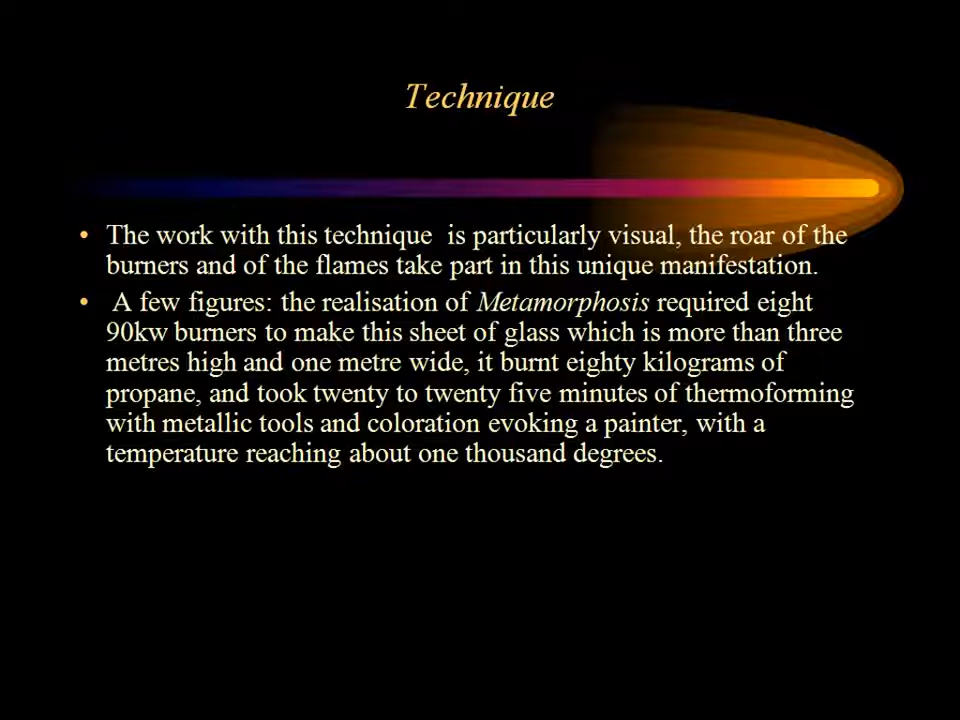 Technique
• The work with this technique  is particularly visual, the roar of the
burners and of the flames take part in this unique manifestation.
•  A few figures: the realisation of Metamorphosis required eight
90kw burners to make this sheet of glass which is more than three
metres high and one metre wide, it burnt eighty kilograms of
propane, and took twenty to twenty five minutes of thermoforming
with metallic tools and coloration evoking a painter, with a
temperature reaching about one thousand degrees.